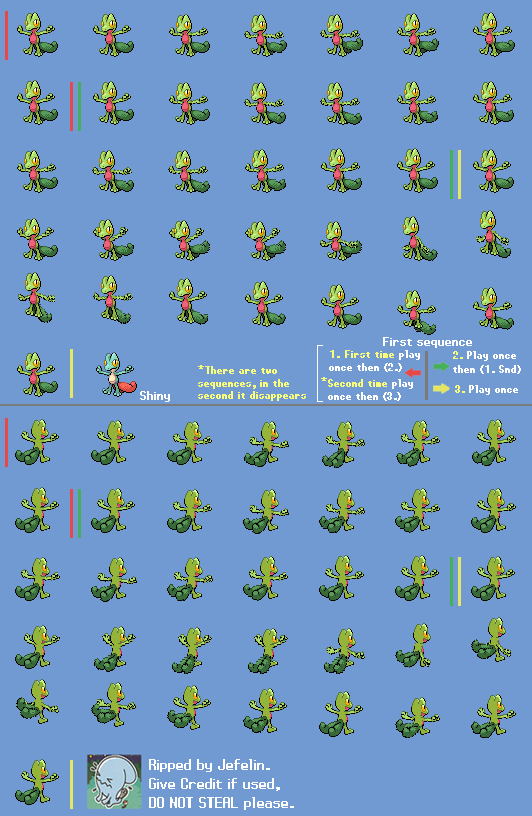 First sequence
Shiny
*There are two
sequences, in the
second it disappears
1. First time play
once then (2.)
*Second time play
once then (3.)
2. Play once
then (1. Snd)
3. Play once
Ripped by Jefelin.
Give Credit if used,
DO NOT STEAL please.